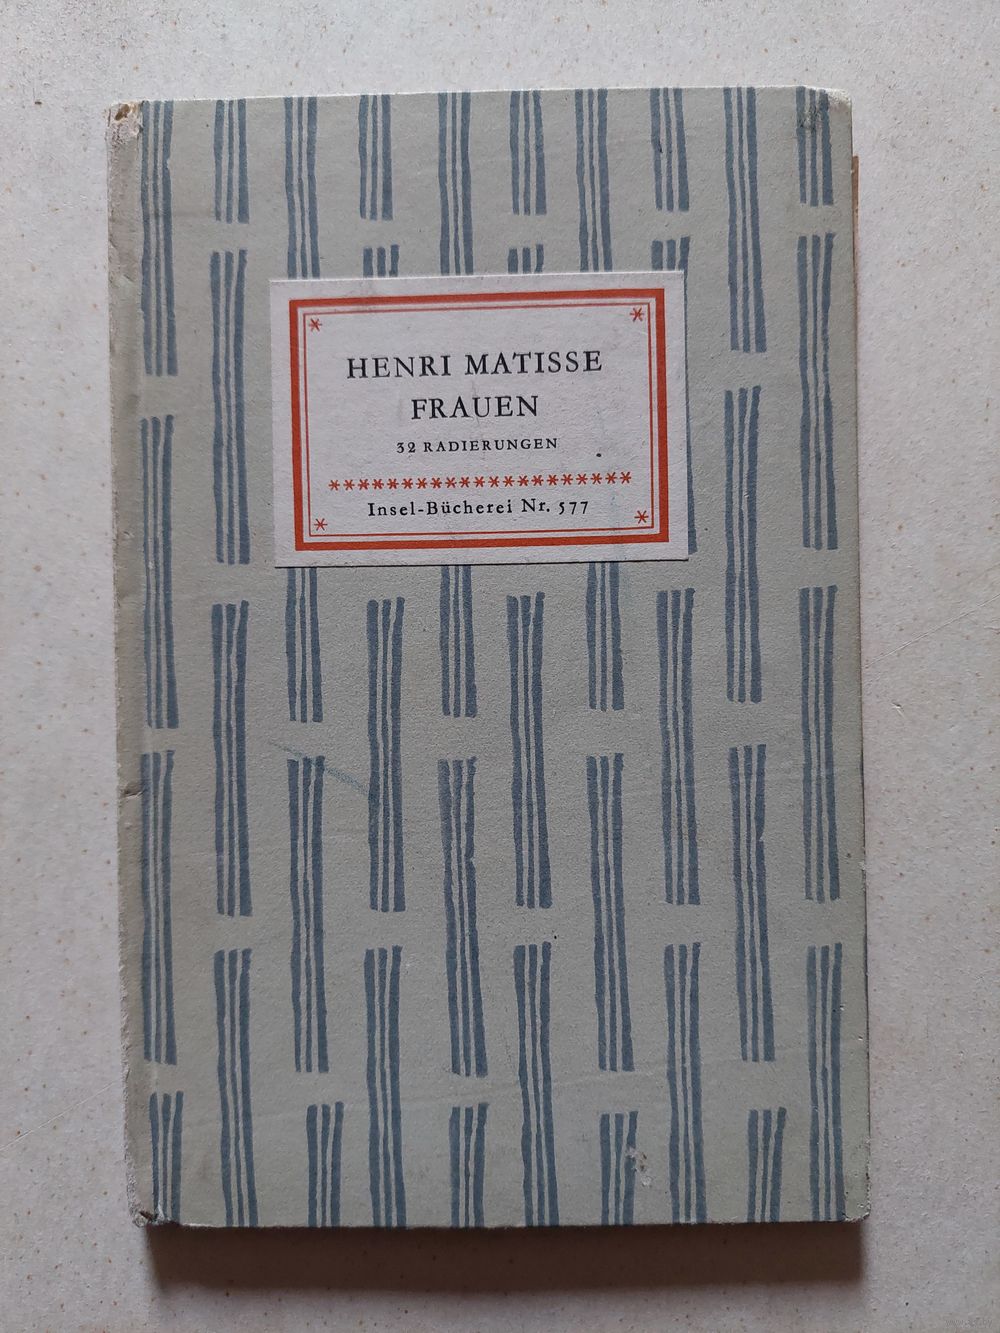 HENRI MATISSE
FRAUEN
32 RADIERUNGEN
Insel-Bücherei Nr. 577